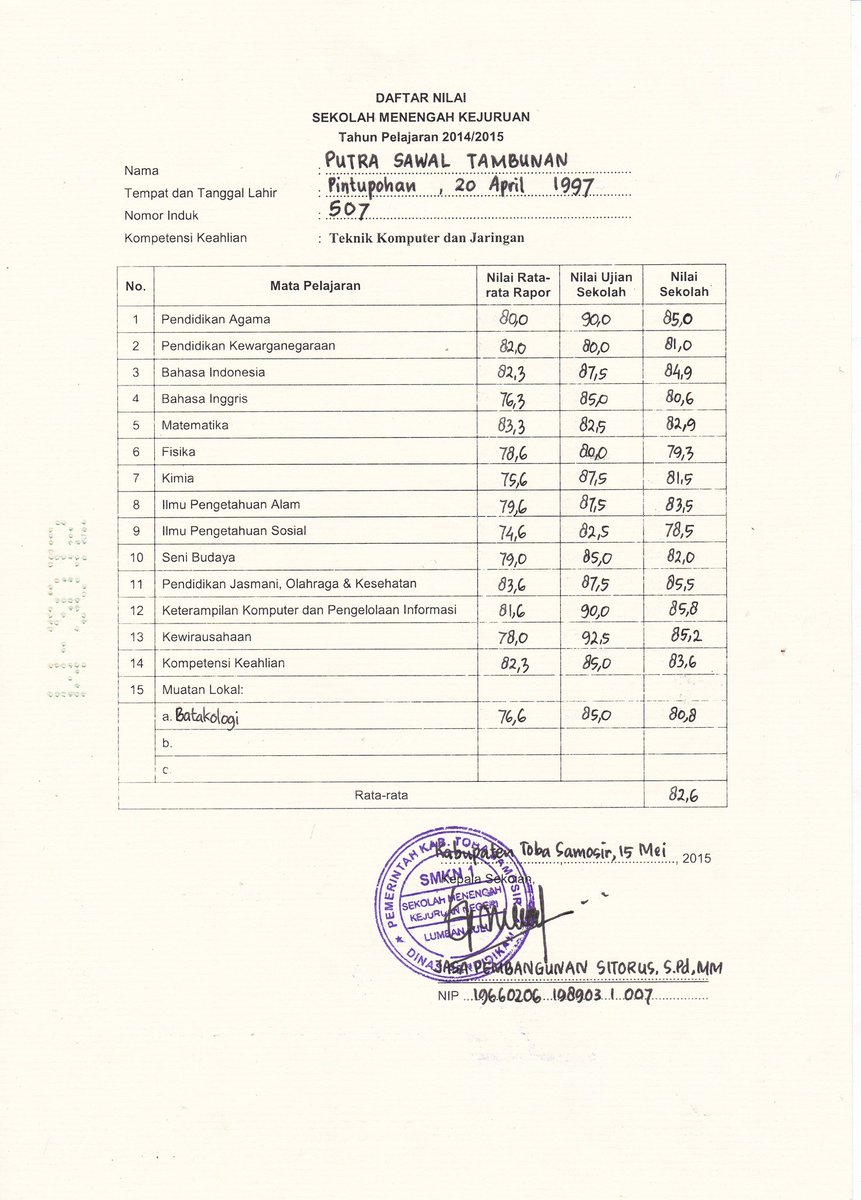 DAFTAR NILAI
SEKOLAH MENENGAH KEJURUAN
Tahun Pelajaran 2014/2015
Nama : PUTRA SAWAL TAMBUNAN
Tempat dan Tanggal Lahir : Pintupohan , 20 April 1997
Nomor Induk : 507
Kompetensi Keahlian : Teknik Komputer dan Jaringan
No. Mata Pelajaran Nilai Rata-rata Rapor Nilai Ujian Sekolah Nilai Sekolah
1 Pendidikan Agama 80,0 90,0 85,0
2 Pendidikan Kewarganegaraan 82,0 80,0 81,0
3 Bahasa Indonesia 82,3 87,5 84,9
4 Bahasa Inggris 76,3 85,0 80,6
5 Matematika 83,3 82,5 82,9
6 Fisika 78,6 80,0 79,3
7 Kimia 75,6 87,5 81,5
8 Ilmu Pengetahuan Alam 79,6 87,5 83,5
9 Ilmu Pengetahuan Sosial 74,6 82,5 78,5
10 Seni Budaya 79,0 85,0 82,0
11 Pendidikan Jasmani, Olahraga & Kesehatan 83,6 87,5 85,5
12 Keterampilan Komputer dan Pengelolaan Informasi 81,6 90,0 85,8
13 Kewirausahaan 78,0 92,5 85,2
14 Kompetensi Keahlian 82,3 85,0 83,6
15 Muatan Lokal:
a. Batakologi 76,6 85,0 80,8
b.
c.
Rata-rata 82,6
Kabupaten Toba Samosir, 15 Mei, 2015
Kepala Sekolah,
PEMERINTAH KAB. TOBA SAMOSIR
SMKN 1
SEKOLAH MENENGAH
KEJURUAN NEGERI
LUMBAN
DINAS PENDIDIKAN
JASA PEMBANGUNAN SITORUS, S.Pd, MM
NIP 19660206 198903 1 007